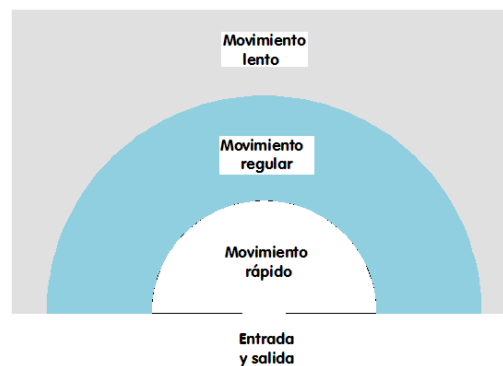 Movimiento
lento
Movimiento
regular
Movimiento
rápido
Entrada
y salida